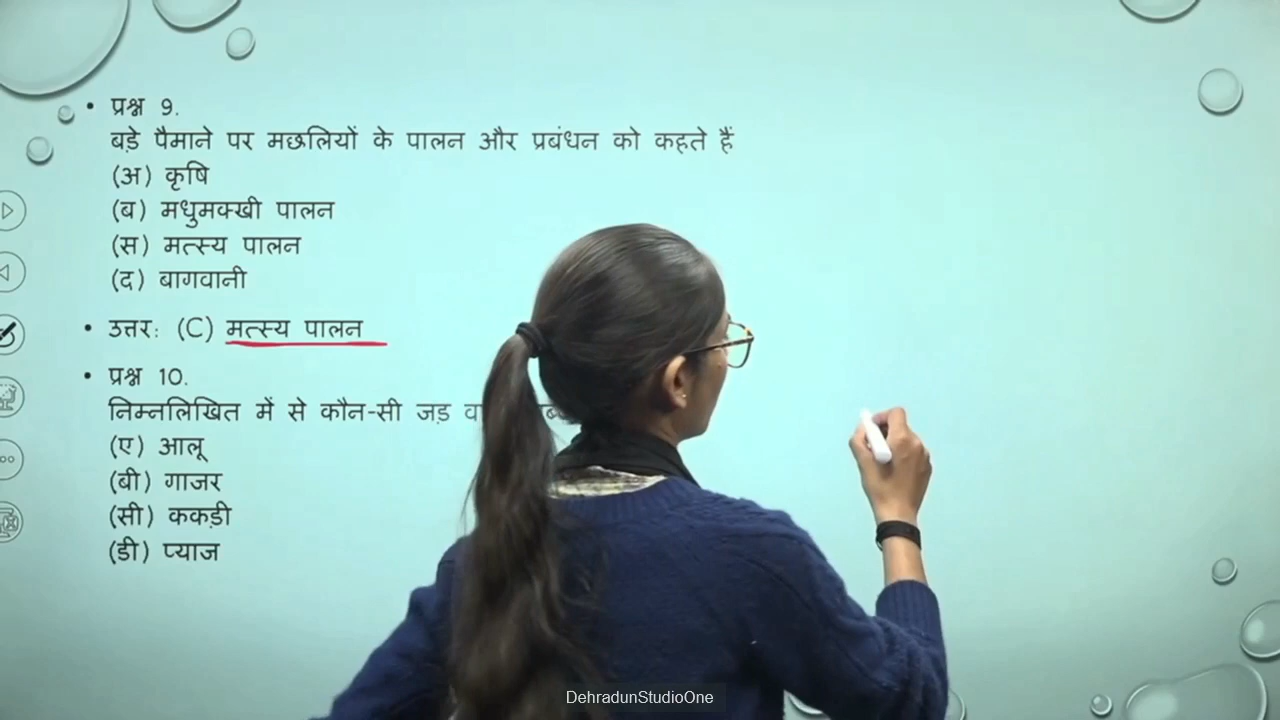 • प्रश्न 9.
बड़े पैमाने पर मछलियों के पालन और प्रबंधन को कहते हैं
(अ) कृषि
(ब) मधुमक्खी पालन
(स) मत्स्य पालन
(द) बागवानी
• उत्तर: (C) मत्स्य पालन
• प्रश्न 10.
निम्नलिखित में से कौन-सी जड़
(ए) आलू
(बी) गाजर
(सी) ककड़ी
(डी) प्याज
DehradunStudioOne